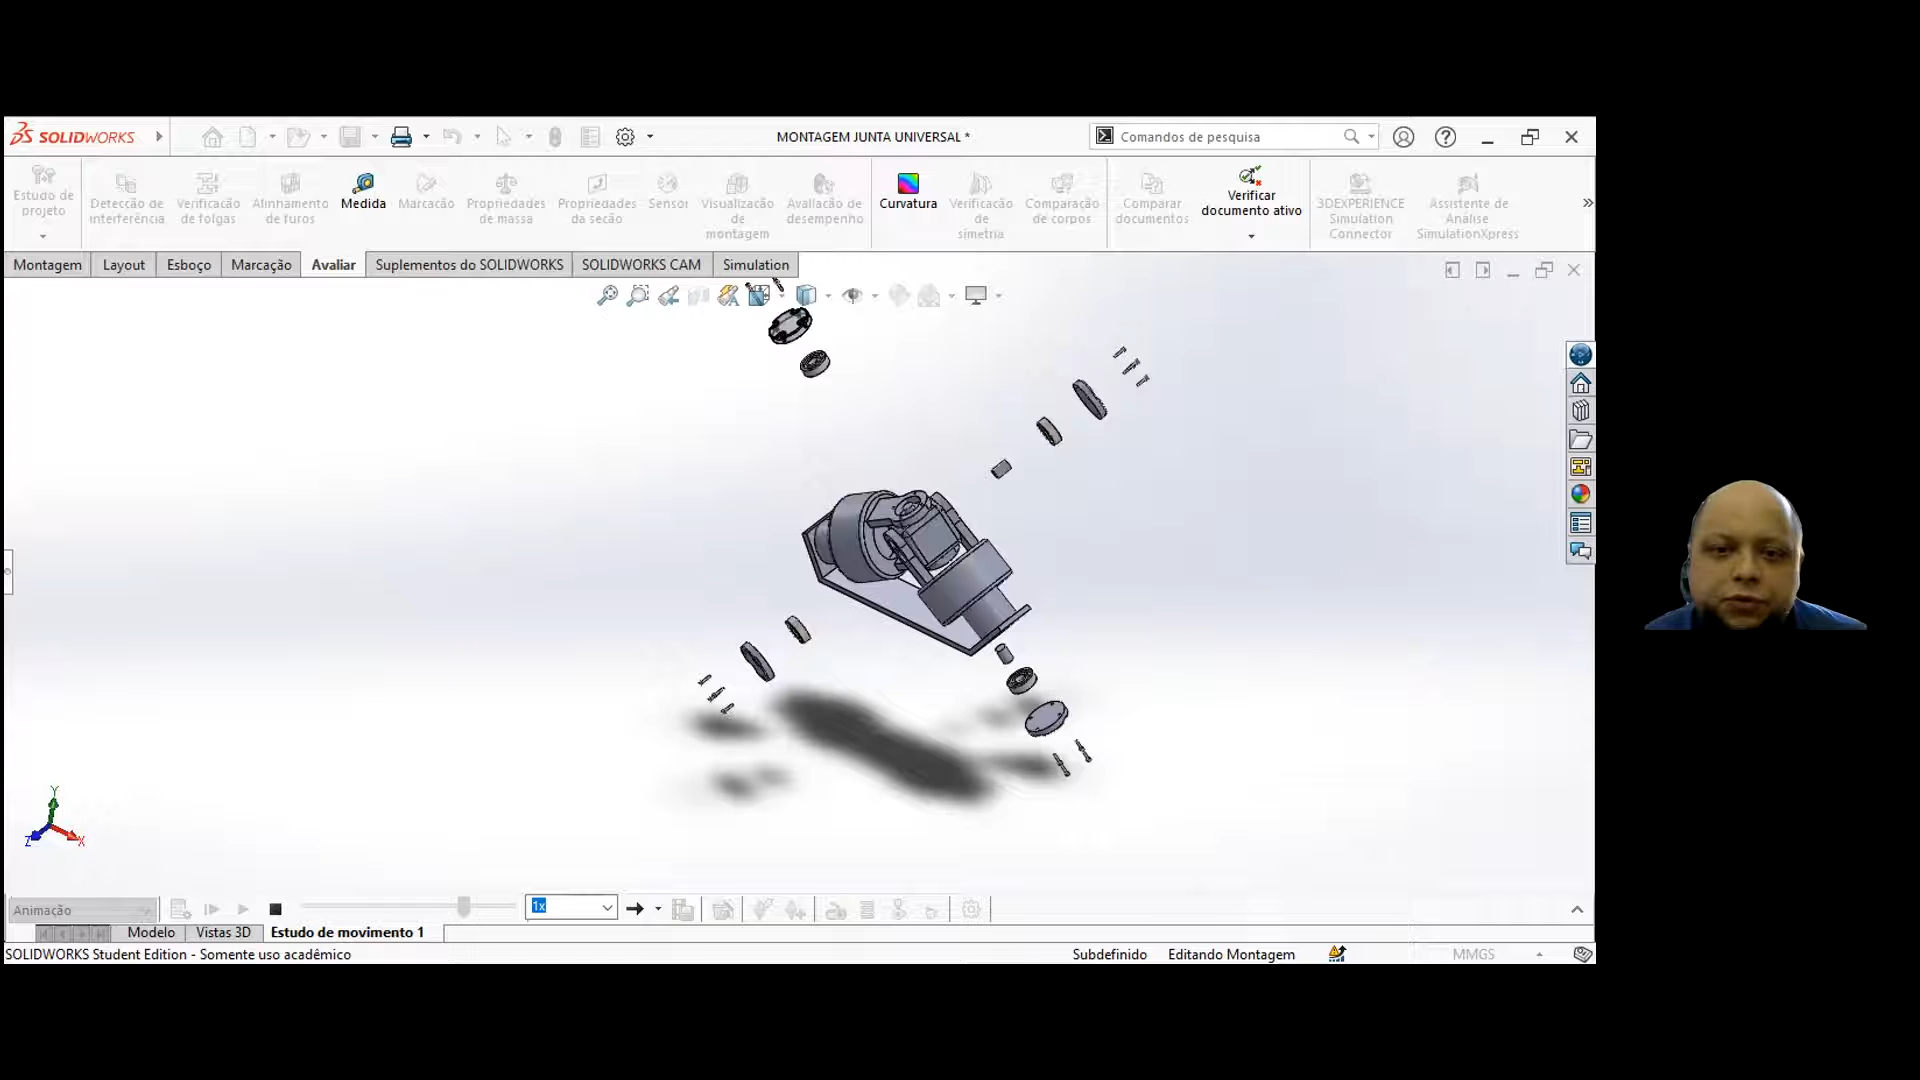 SOLIDWORKS
MONTAGEM JUNTA UNIVERSAL *
Comandos de pesquisa
Estudo de
projeto
Detecção de
interferência
Verificação
de folgas
Alinhamento
de furos
Medida
Marcação
Propriedades
de massa
Propriedades
da seção
Sensor
Visualização
de
montagem
Avaliação de
desempenho
Curvatura
Verificação
de
simetria
Comparação
de corpos
Comparar
documentos
Verificar
documento ativo
3DEXPERIENCE
Simulation
Connector
Assistente de
Análise
SimulationXpress
Montagem
Layout
Esboço
Marcação
Avaliar
Suplementos do SOLIDWORKS
SOLIDWORKS CAM
Simulation
Y
Z
X
Animação
1x
Modelo
Vistas 3D
Estudo de movimento 1
SOLIDWORKS Student Edition - Somente uso acadêmico
Subdefinido
Editando Montagem
MMGS